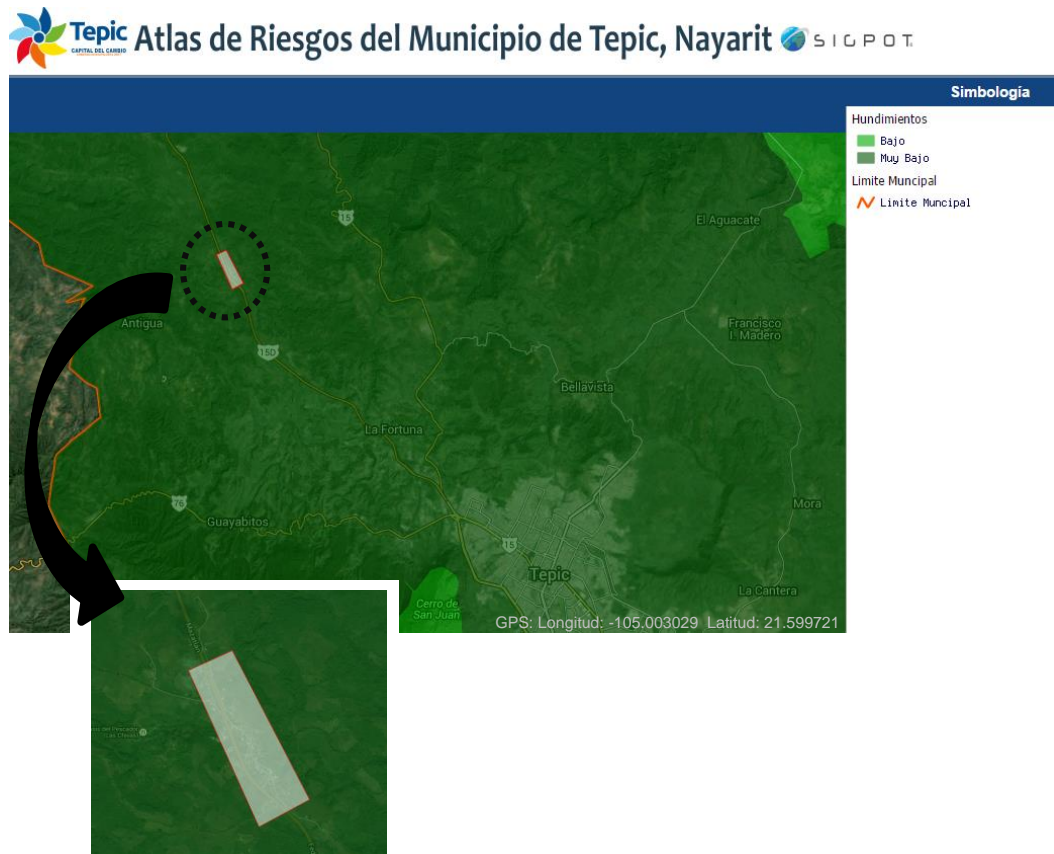 Tepic
CAPITAL DEL CAMBIO
Atlas de Riesgos del Municipio de Tepic, Nayarit
SIGPOT
Simbología
Hundimientos
Bajo
Muy Bajo
Limite Muncipal
Limite Muncipal
15
El Aguacate
Antigua
Francisco
I. Madero
15D
Bellavista
La Fortuna
76
Guayabitos
Mora
15
Tepic
La Cantera
Cerro de
San Juan
GPS: Longitud: -105.003029 Latitud: 21.599721
Mazatlán